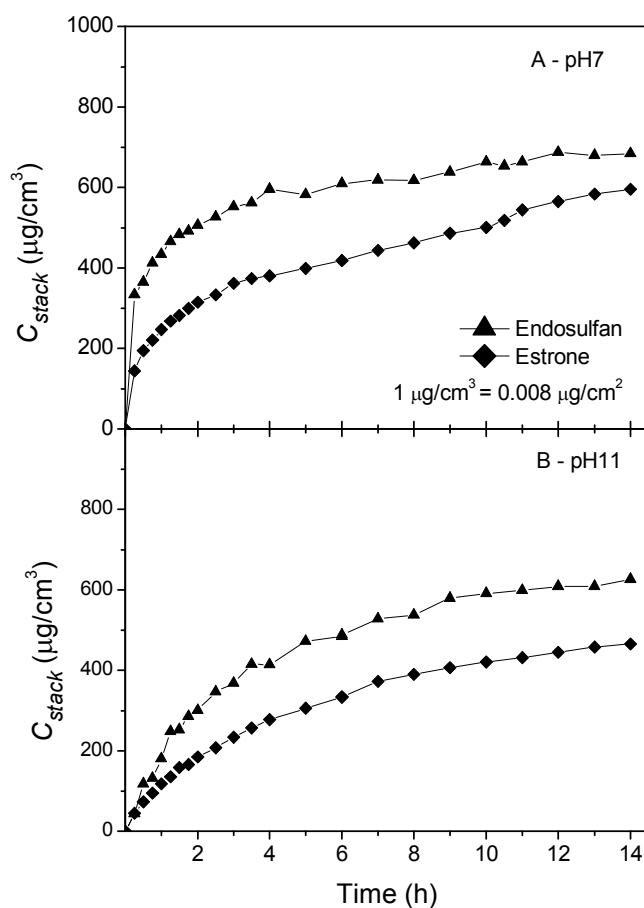 1000
A - pH7
800
600
C_stack (μg/cm³)
400
Endosulfan
Estrone
200
1 μg/cm³ = 0.008 μg/cm²
0
B - pH11
800
600
C_stack (μg/cm³)
400
200
0
2 4 6 8 10 12 14
Time (h)